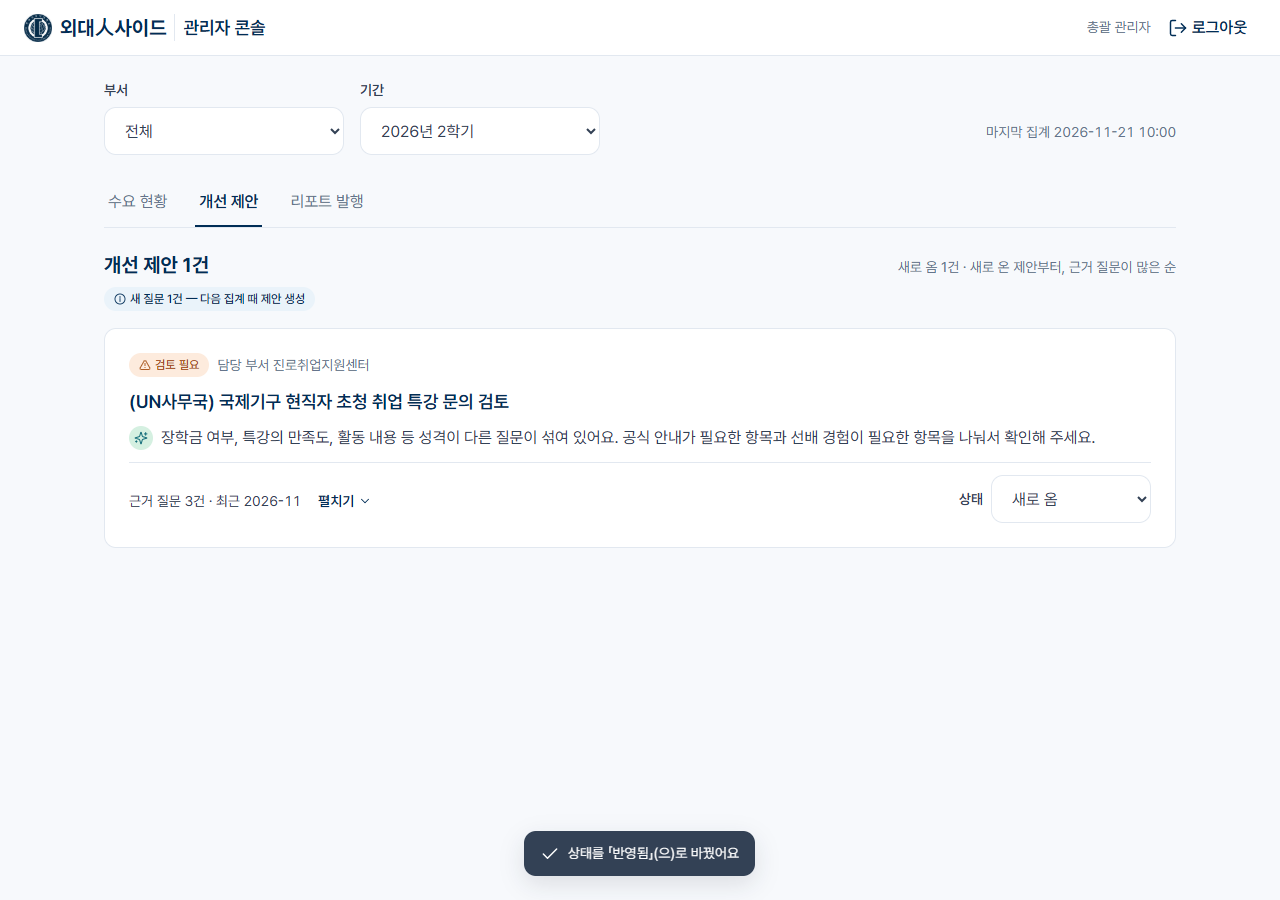 외대人사이드 관리자 콘솔
총괄 관리자 로그아웃
부서 기간
전체 2026년 2학기
마지막 집계 2026-11-21 10:00
수요 현황 개선 제안 리포트 발행
개선 제안 1건
새로 옴 1건 · 새로 온 제안부터, 근거 질문이 많은 순
새 질문 1건 — 다음 집계 때 제안 생성
검토 필요 담당 부서 진로취업지원센터
(UN사무국) 국제기구 현직자 초청 취업 특강 문의 검토
장학금 여부, 특강의 만족도, 활동 내용 등 성격이 다른 질문이 섞여 있어요. 공식 안내가 필요한 항목과 선배 경험이 필요한 항목을 나눠서 확인해 주세요.
근거 질문 3건 · 최근 2026-11 펼치기 상태 새로 옴
상태를 「반영됨」(으)로 바꿨어요